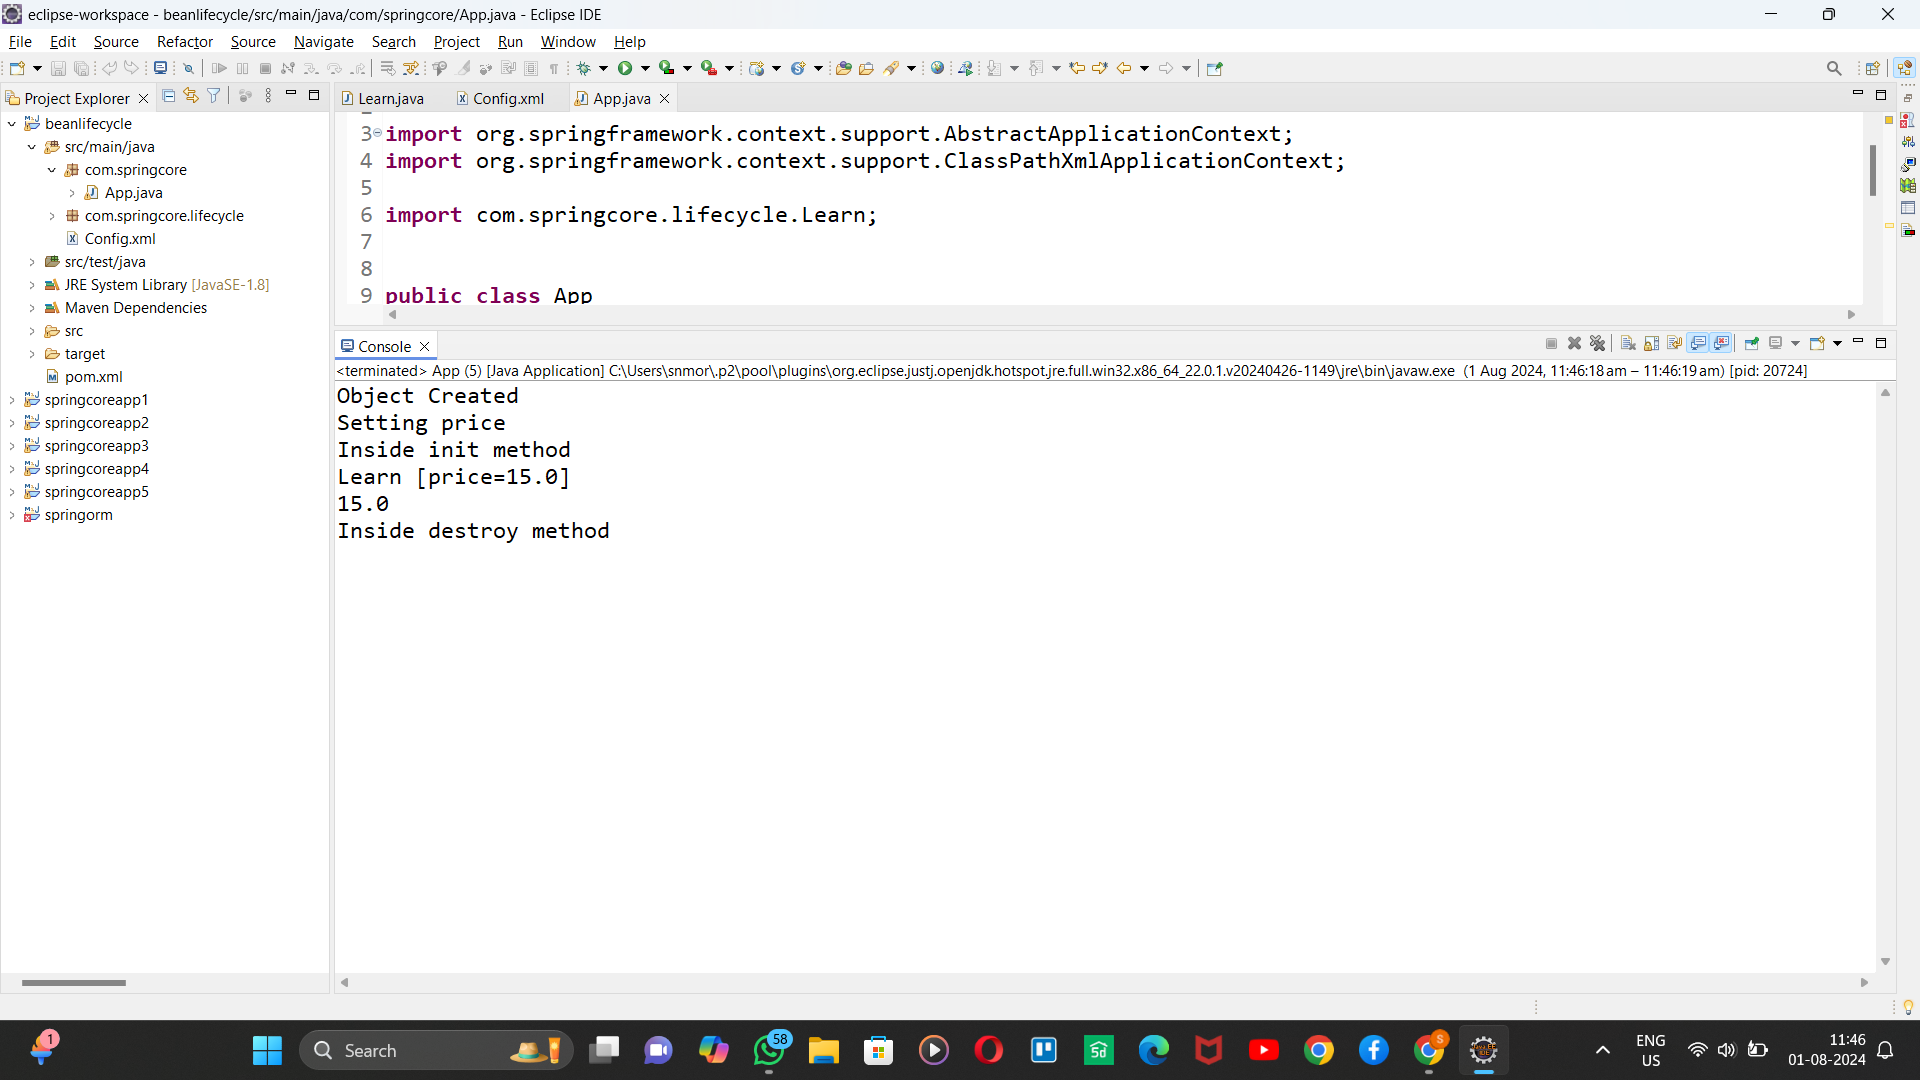 eclipse-workspace - beanlifecycle/src/main/java/com/springcore/App.java - Eclipse IDE
File Edit Source Refactor Source Navigate Search Project Run Window Help
Project Explorer
beanlifecycle
src/main/java
com.springcore
App.java
com.springcore.lifecycle
Config.xml
src/test/java
JRE System Library [JavaSE-1.8]
Maven Dependencies
src
target
pom.xml
springcoreapp1
springcoreapp2
springcoreapp3
springcoreapp4
springcoreapp5
springorm
Learn.java Config.xml App.java
3 import org.springframework.context.support.AbstractApplicationContext;
4 import org.springframework.context.support.ClassPathXmlApplicationContext;
5
6 import com.springcore.lifecycle.Learn;
7
8
9 public class App
Console
<terminated> App (5) [Java Application] C:\Users\snmor\.p2\pool\plugins\org.eclipse.justj.openjdk.hotspot.jre.full.win32.x86_64_22.0.1.v20240426-1149\jre\bin\javaw.exe (1 Aug 2024, 11:46:18 am – 11:46:19 am) [pid: 20724]
Object Created
Setting price
Inside init method
Learn [price=15.0]
15.0
Inside destroy method
1
Search
58
S
ENG
US
11:46
01-08-2024